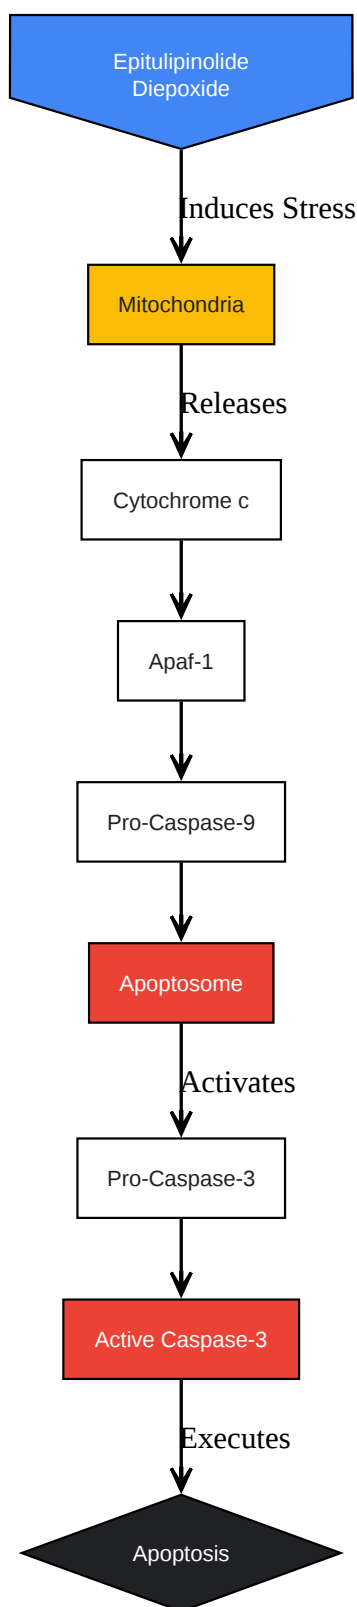 Epitulipinolide
Diepoxide
Induces Stress
Mitochondria
Releases
Cytochrome c
Apaf-1
Pro-Caspase-9
Apoptosome
Activates
Pro-Caspase-3
Active Caspase-3
Executes
Apoptosis